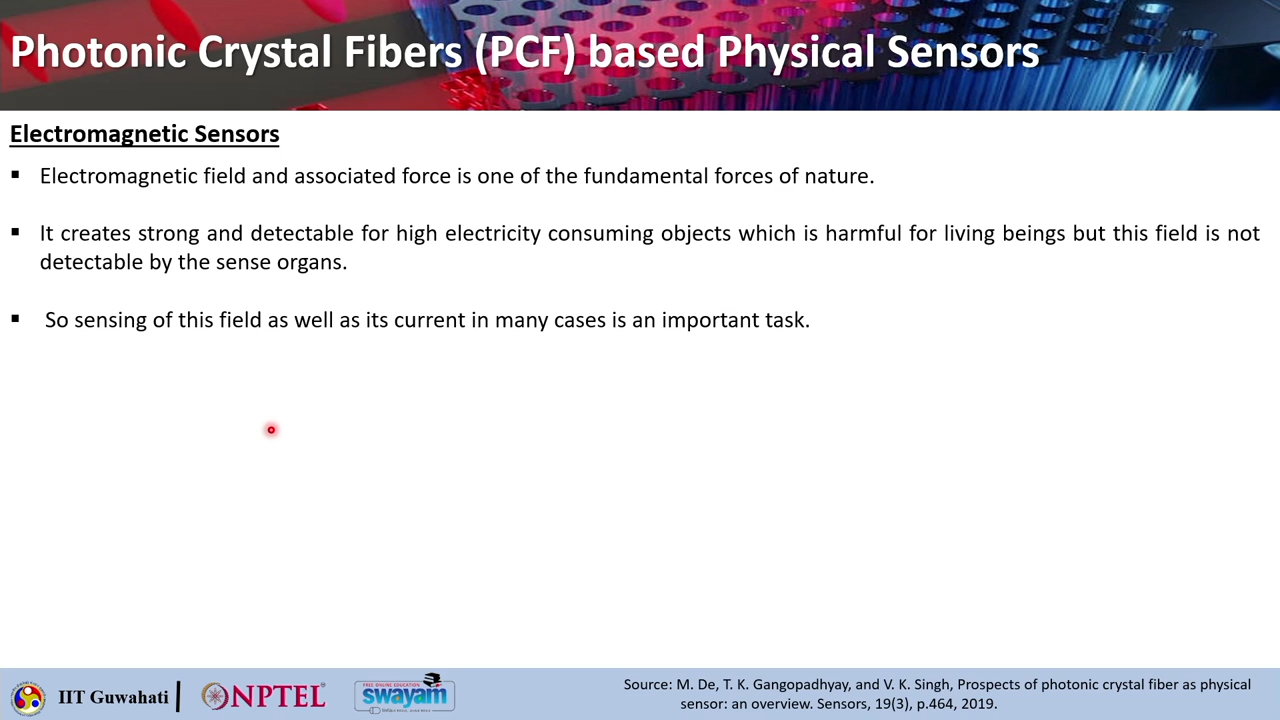 Photonic Crystal Fibers (PCF) based Physical Sensors
Electromagnetic Sensors
▪ Electromagnetic field and associated force is one of the fundamental forces of nature.
▪ It creates strong and detectable for high electricity consuming objects which is harmful for living beings but this field is not
detectable by the sense organs.
▪ So sensing of this field as well as its current in many cases is an important task.
IIT Guwahati
NPTEL
FREE ONLINE EDUCATION
swayam
Source: M. De, T. K. Gangopadhyay, and V. K. Singh, Prospects of photonic crystal fiber as physical
sensor: an overview. Sensors, 19(3), p.464, 2019.